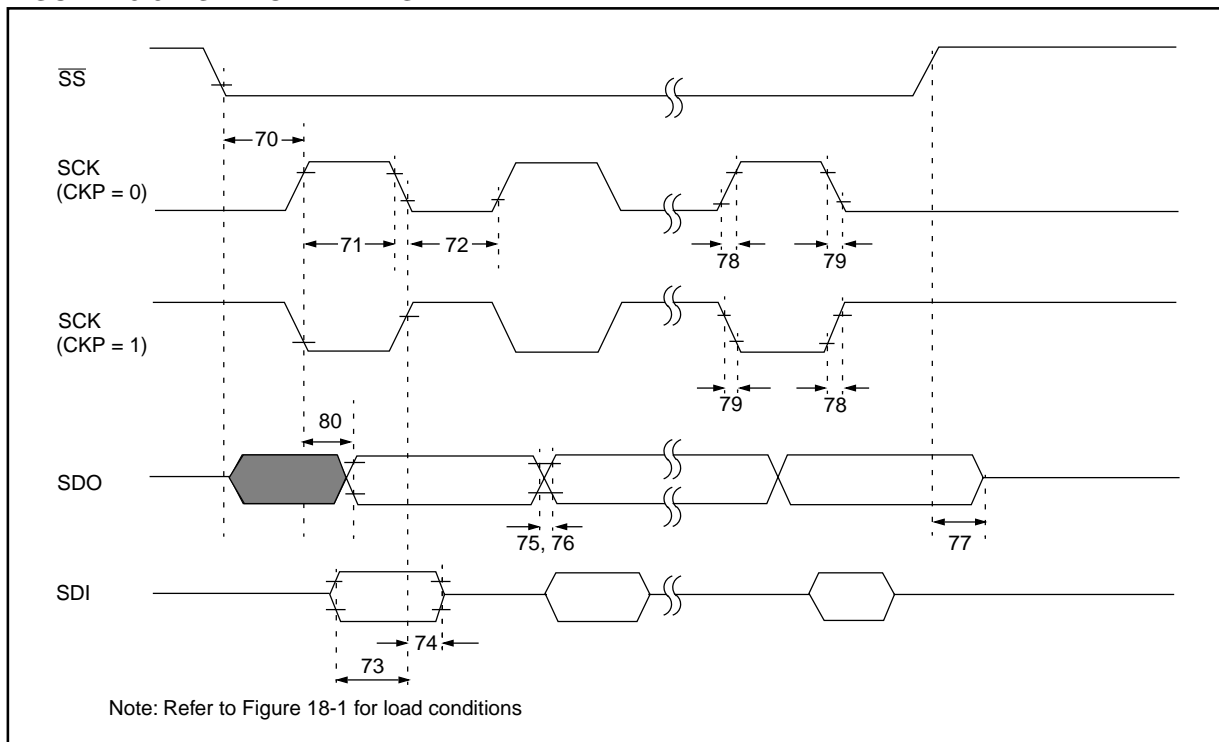 SS
70
SCK
(CKP = 0)
71
72
78
79
SCK
(CKP = 1)
79
78
80
SDO
75, 76
77
SDI
74
73
Note: Refer to Figure 18-1 for load conditions